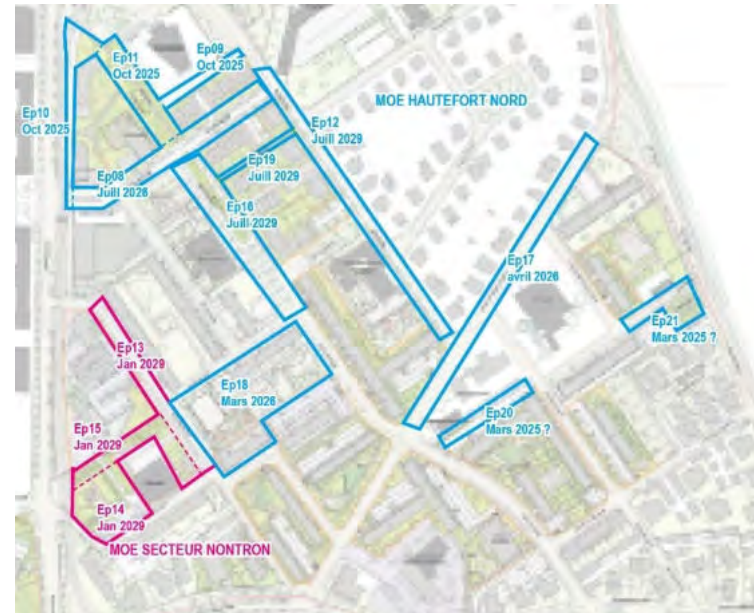 Ep09
Oct 2025
Ep11
Oct 2025
MOE HAUTEFORT NORD
Ep10
Oct 2025
Ep12
Juill 2029
Ep19
Juill 2029
Ep08
Juill 2026
Ep16
Juill 2029
Ep17
avril 2026
Ep21
Mars 2025 ?
Ep13
Jan 2029
Ep18
Mars 2026
Ep20
Mars 2025 ?
Ep15
Jan 2029
Ep14
Jan 2029
MOE SECTEUR NONTRON